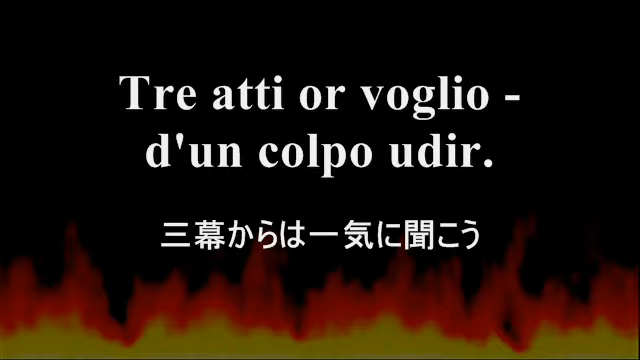 Tre atti or voglio -
d'un colpo udir.
三幕からは一気に聞こう